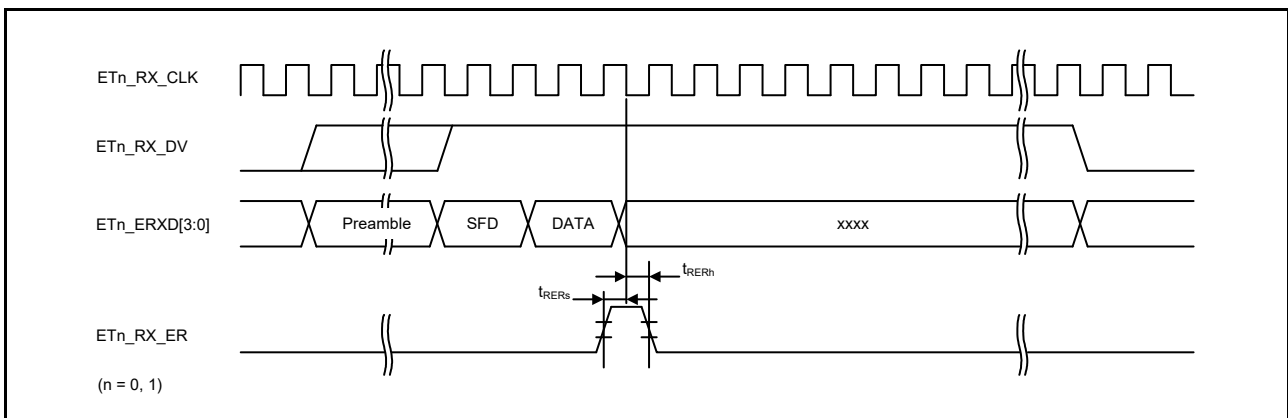 ETn_RX_CLK
ETn_RX_DV
ETn_ERXD[3:0]
Preamble
SFD
DATA
xxxx
tRERh
tRERs
ETn_RX_ER
(n = 0, 1)